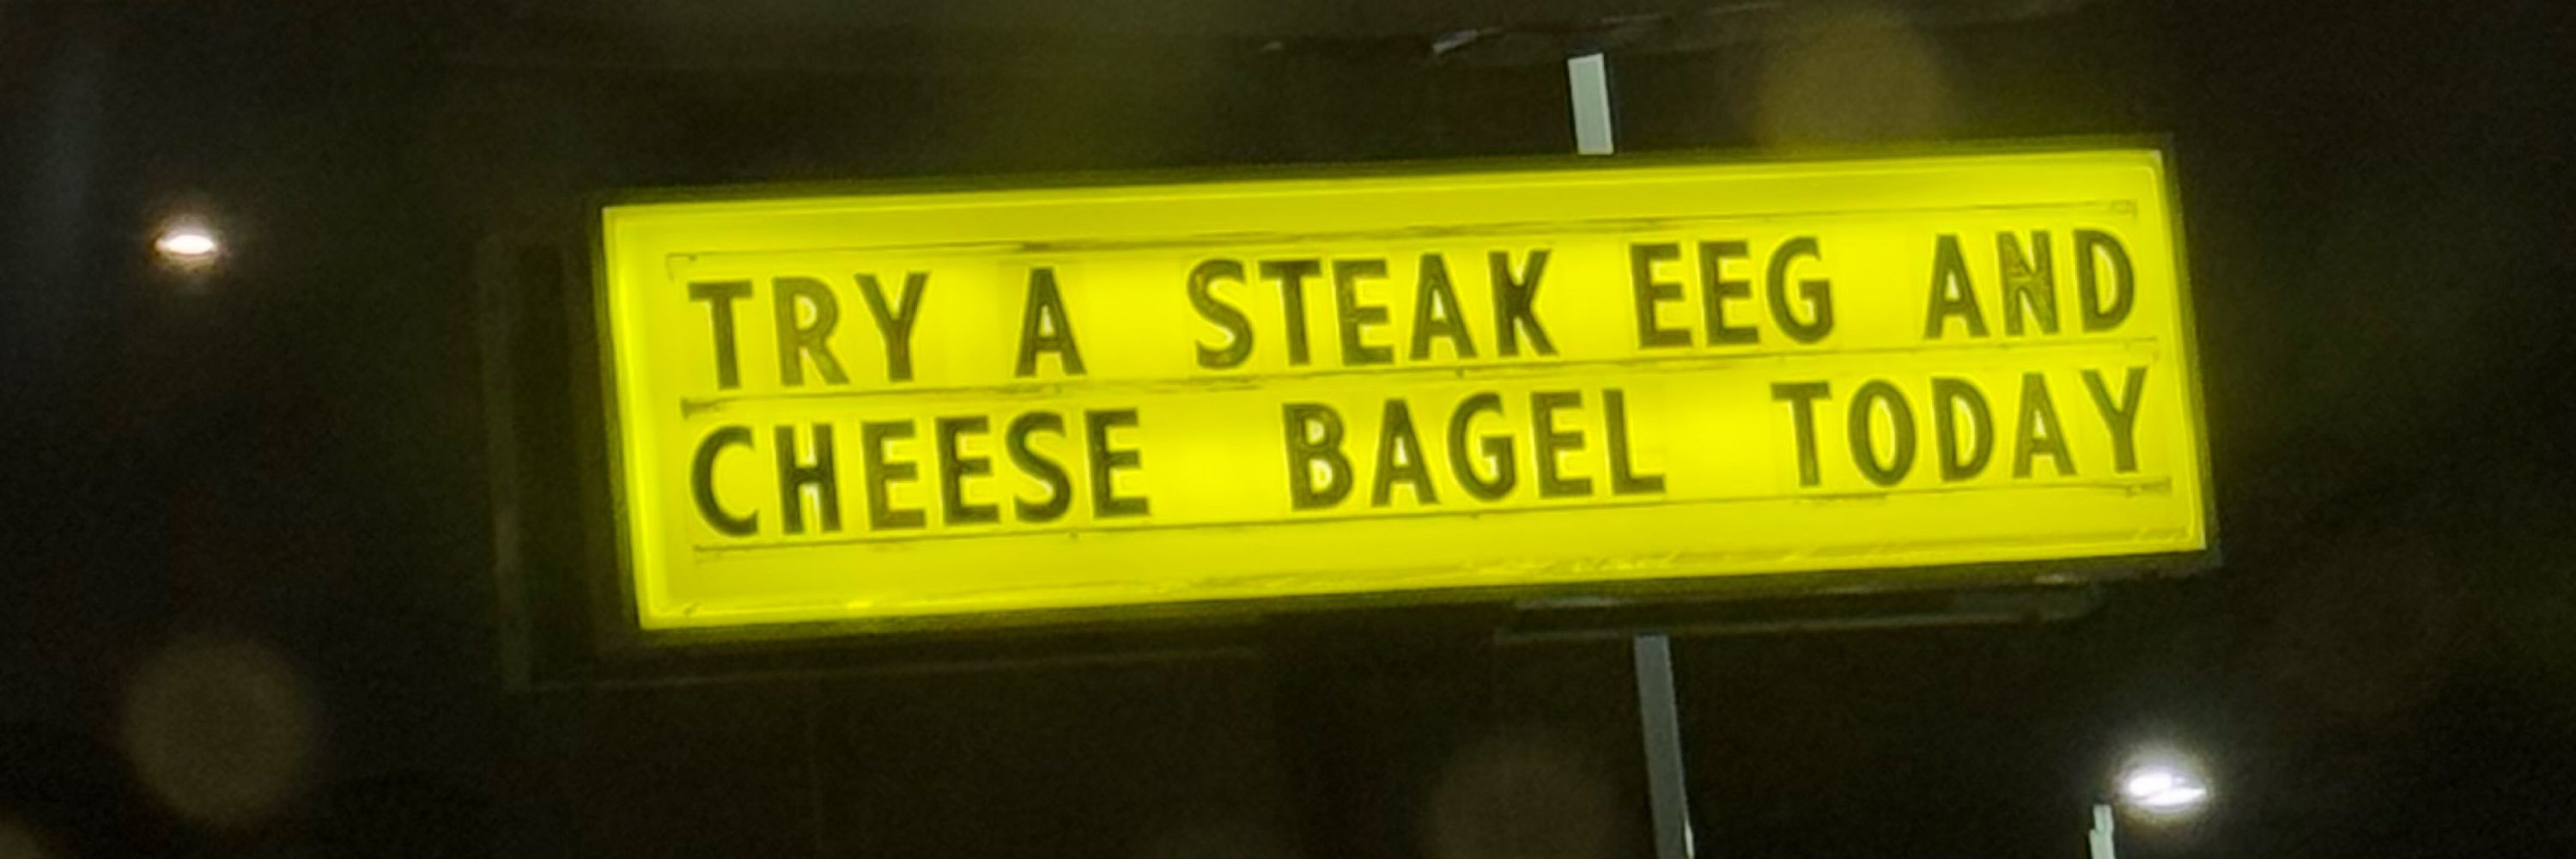 TRY A STEAK EEG AND
CHEESE BAGEL TODAY